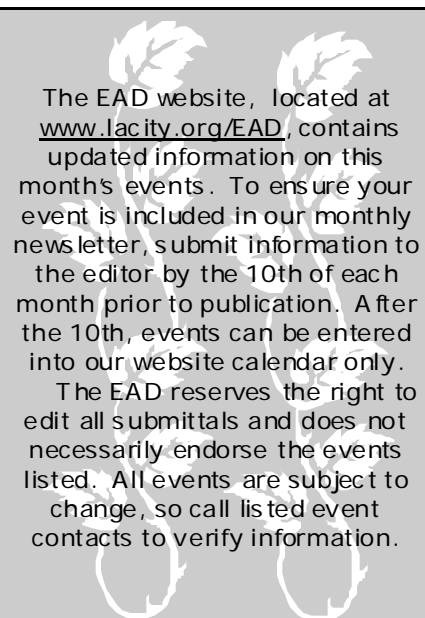 The EAD website, located at
www.lacity.org/EAD, contains
updated information on this
month's events. To ensure your
event is included in our monthly
newsletter, submit information to
the editor by the 10th of each
month prior to publication. After
the 10th, events can be entered
into our website calendar only.
The EAD reserves the right to
edit all submittals and does not
necessarily endorse the events
listed. All events are subject to
change, so call listed event
contacts to verify information.